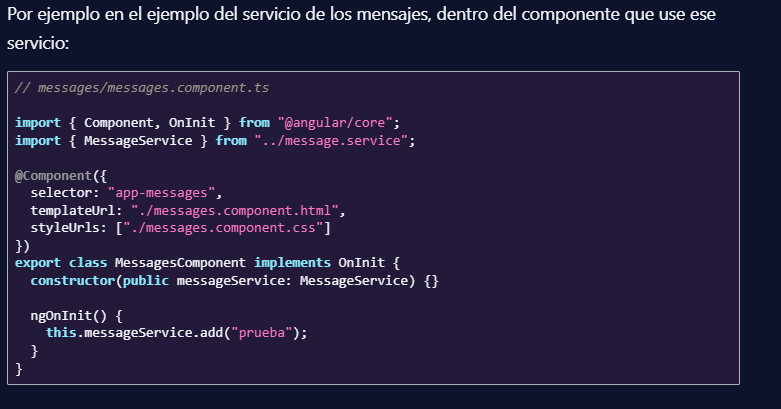 Por ejemplo en el ejemplo del servicio de los mensajes, dentro del componente que use ese
servicio:
// messages/messages.component.ts
import { Component, OnInit } from "@angular/core";
import { MessageService } from "../message.service";
@Component({
  selector: "app-messages",
  templateUrl: "./messages.component.html",
  styleUrls: ["./messages.component.css"]
})
export class MessagesComponent implements OnInit {
  constructor(public messageService: MessageService) {}
  ngOnInit() {
    this.messageService.add("prueba");
  }
}